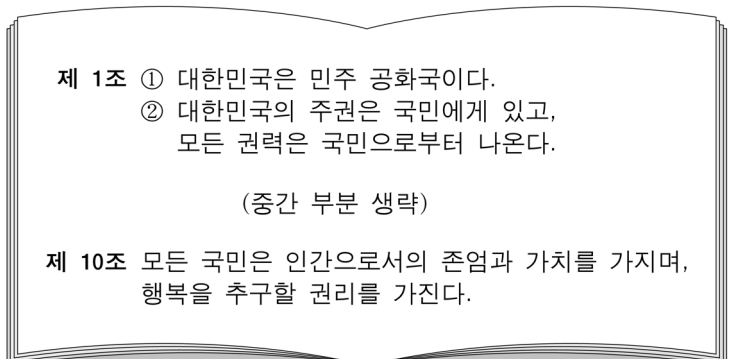 제 1조 ① 대한민국은 민주 공화국이다.
② 대한민국의 주권은 국민에게 있고,
모든 권력은 국민으로부터 나온다.
(중간 부분 생략)
제 10조 모든 국민은 인간으로서의 존엄과 가치를 가지며,
행복을 추구할 권리를 가진다.